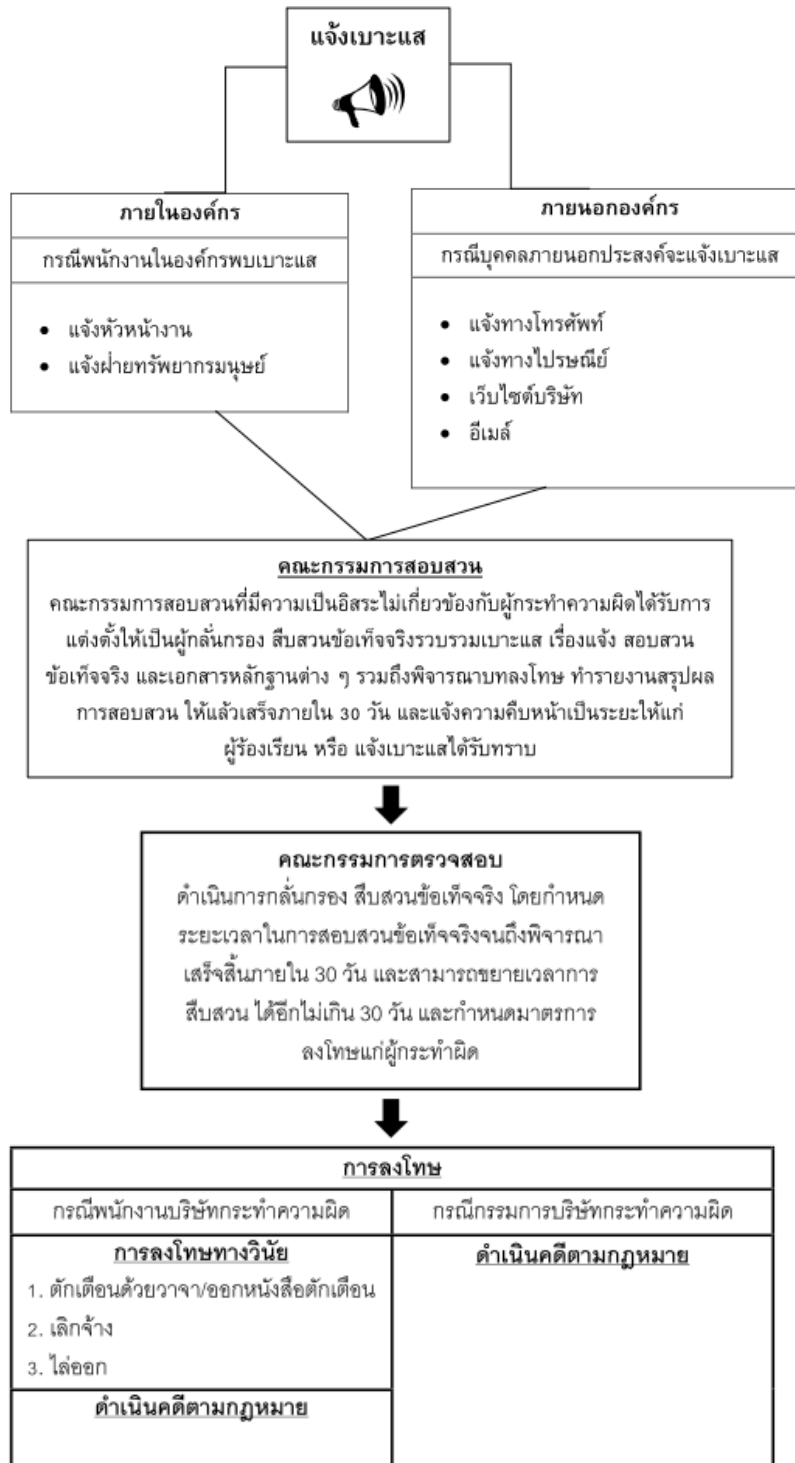 แจ้งเบาะแส
ภายในองค์กร
กรณีพนักงานในองค์กรพบเบาะแส
• แจ้งหัวหน้างาน
• แจ้งฝ่ายทรัพยากรมนุษย์
ภายนอกองค์กร
กรณีบุคคลภายนอกประสงค์จะแจ้งเบาะแส
• แจ้งทางโทรศัพท์
• แจ้งทางไปรษณีย์
• เว็บไซต์บริษัท
• อีเมล์
คณะกรรมการสอบสวน
คณะกรรมการสอบสวนที่มีความเป็นอิสระไม่เกี่ยวข้องกับผู้กระทำความผิดได้รับการ
แต่งตั้งให้เป็นผู้กลั่นกรอง สืบสวนข้อเท็จจริงรวบรวมเบาะแส เรื่องแจ้ง สอบสวน
ข้อเท็จจริง และเอกสารหลักฐานต่าง ๆ รวมถึงพิจารณาบทลงโทษ ทำรายงานสรุปผล
การสอบสวน ให้แล้วเสร็จภายใน 30 วัน และแจ้งความคืบหน้าเป็นระยะให้แก่
ผู้ร้องเรียน หรือ แจ้งเบาะแสได้รับทราบ
คณะกรรมการตรวจสอบ
ดำเนินการกลั่นกรอง สืบสวนข้อเท็จจริง โดยกำหนด
ระยะเวลาในการสอบสวนข้อเท็จจริงจนถึงพิจารณา
เสร็จสิ้นภายใน 30 วัน และสามารถขยายเวลาการ
สืบสวน ได้อีกไม่เกิน 30 วัน และกำหนดมาตรการ
ลงโทษแก่ผู้กระทำผิด
การลงโทษ
กรณีพนักงานบริษัทกระทำความผิด
การลงโทษทางวินัย
1. ตักเตือนด้วยวาจา/ออกหนังสือตักเตือน
2. เลิกจ้าง
3. ไล่ออก
ดำเนินคดีตามกฎหมาย
กรณีกรรมการบริษัทกระทำความผิด
ดำเนินคดีตามกฎหมาย